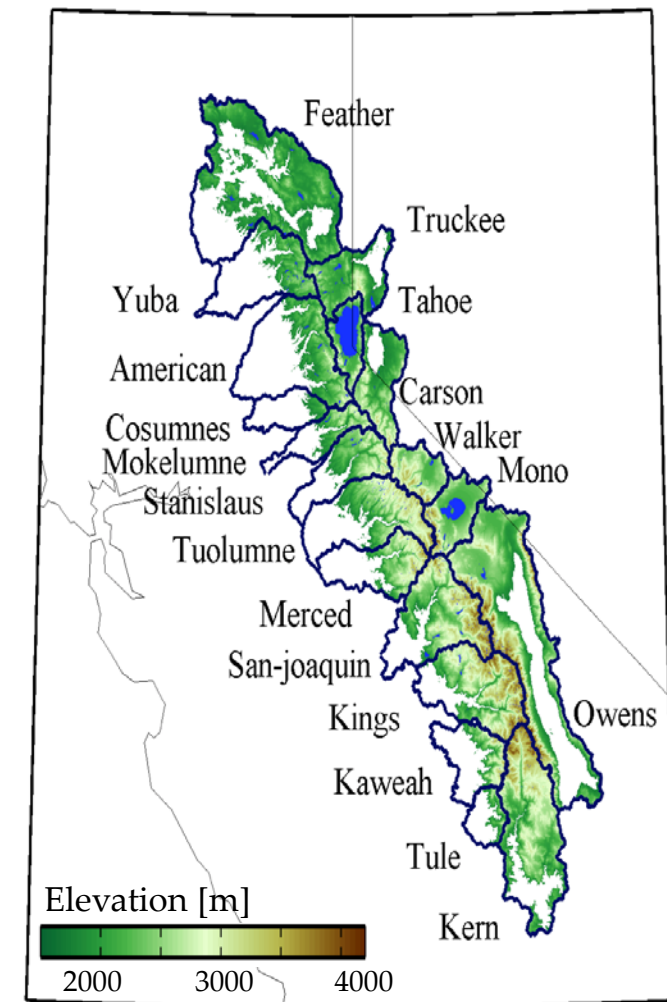 Feather
Truckee
Yuba
Tahoe
American
Carson
Cosumnes
Walker
Mokelumne
Mono
Stanislaus
Tuolumne
Merced
San-joaquin
Kings
Owens
Kaweah
Tule
Kern
Elevation [m]
2000 3000 4000